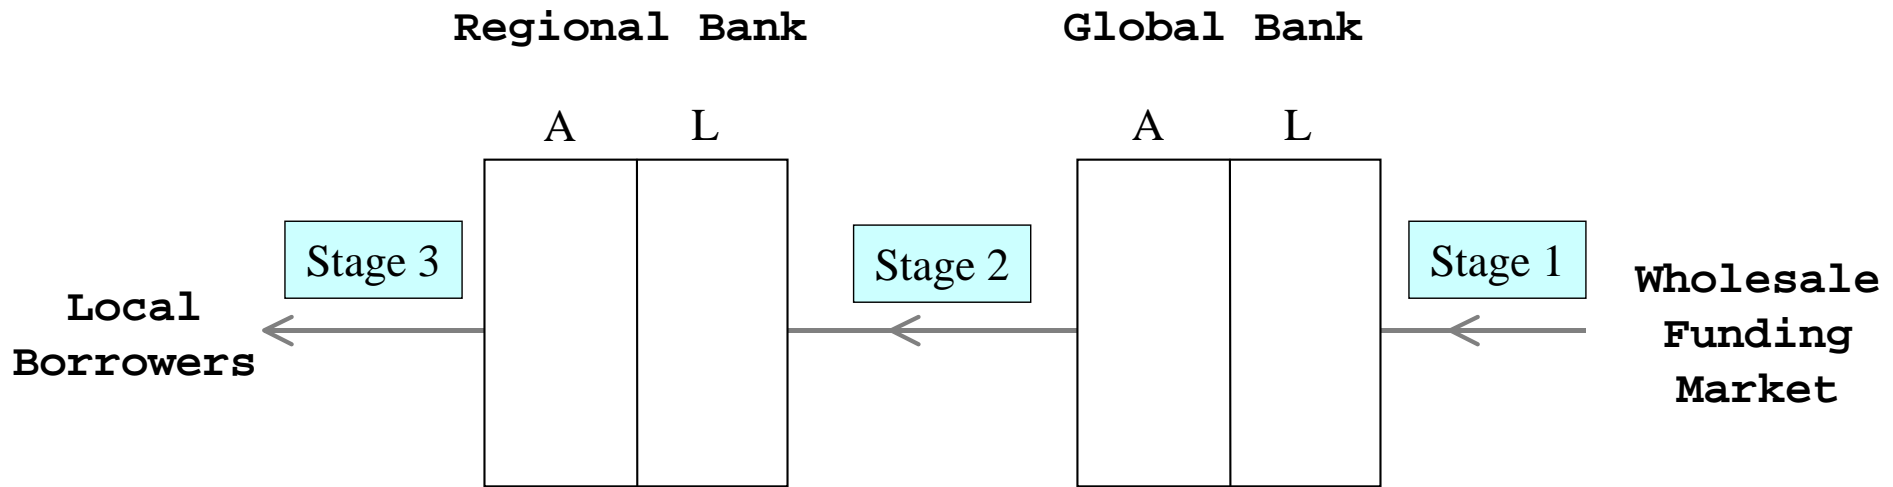 Regional Bank
Global Bank
A
L
A
L
Stage 3
Stage 2
Stage 1
Local
Borrowers
Wholesale
Funding
Market